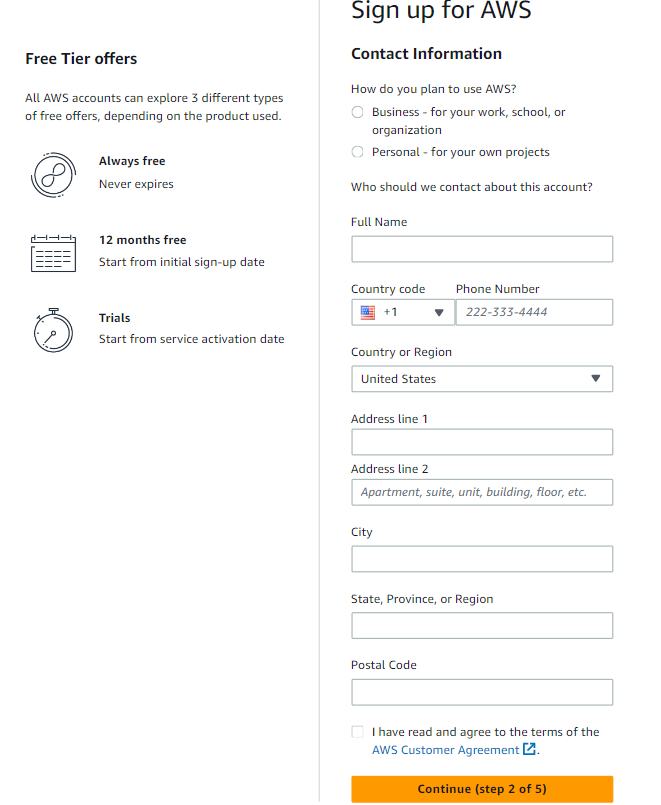 Free Tier offers
All AWS accounts can explore 3 different types
of free offers, depending on the product used.
Always free
Never expires
12 months free
Start from initial sign-up date
Trials
Start from service activation date
Sign up for AWS
Contact Information
How do you plan to use AWS?
Business - for your work, school, or
organization
Personal - for your own projects
Who should we contact about this account?
Full Name
Country code
Phone Number
+1
222-333-4444
Country or Region
United States
Address line 1
Address line 2
Apartment, suite, unit, building, floor, etc.
City
State, Province, or Region
Postal Code
I have read and agree to the terms of the
AWS Customer Agreement.
Continue (step 2 of 5)